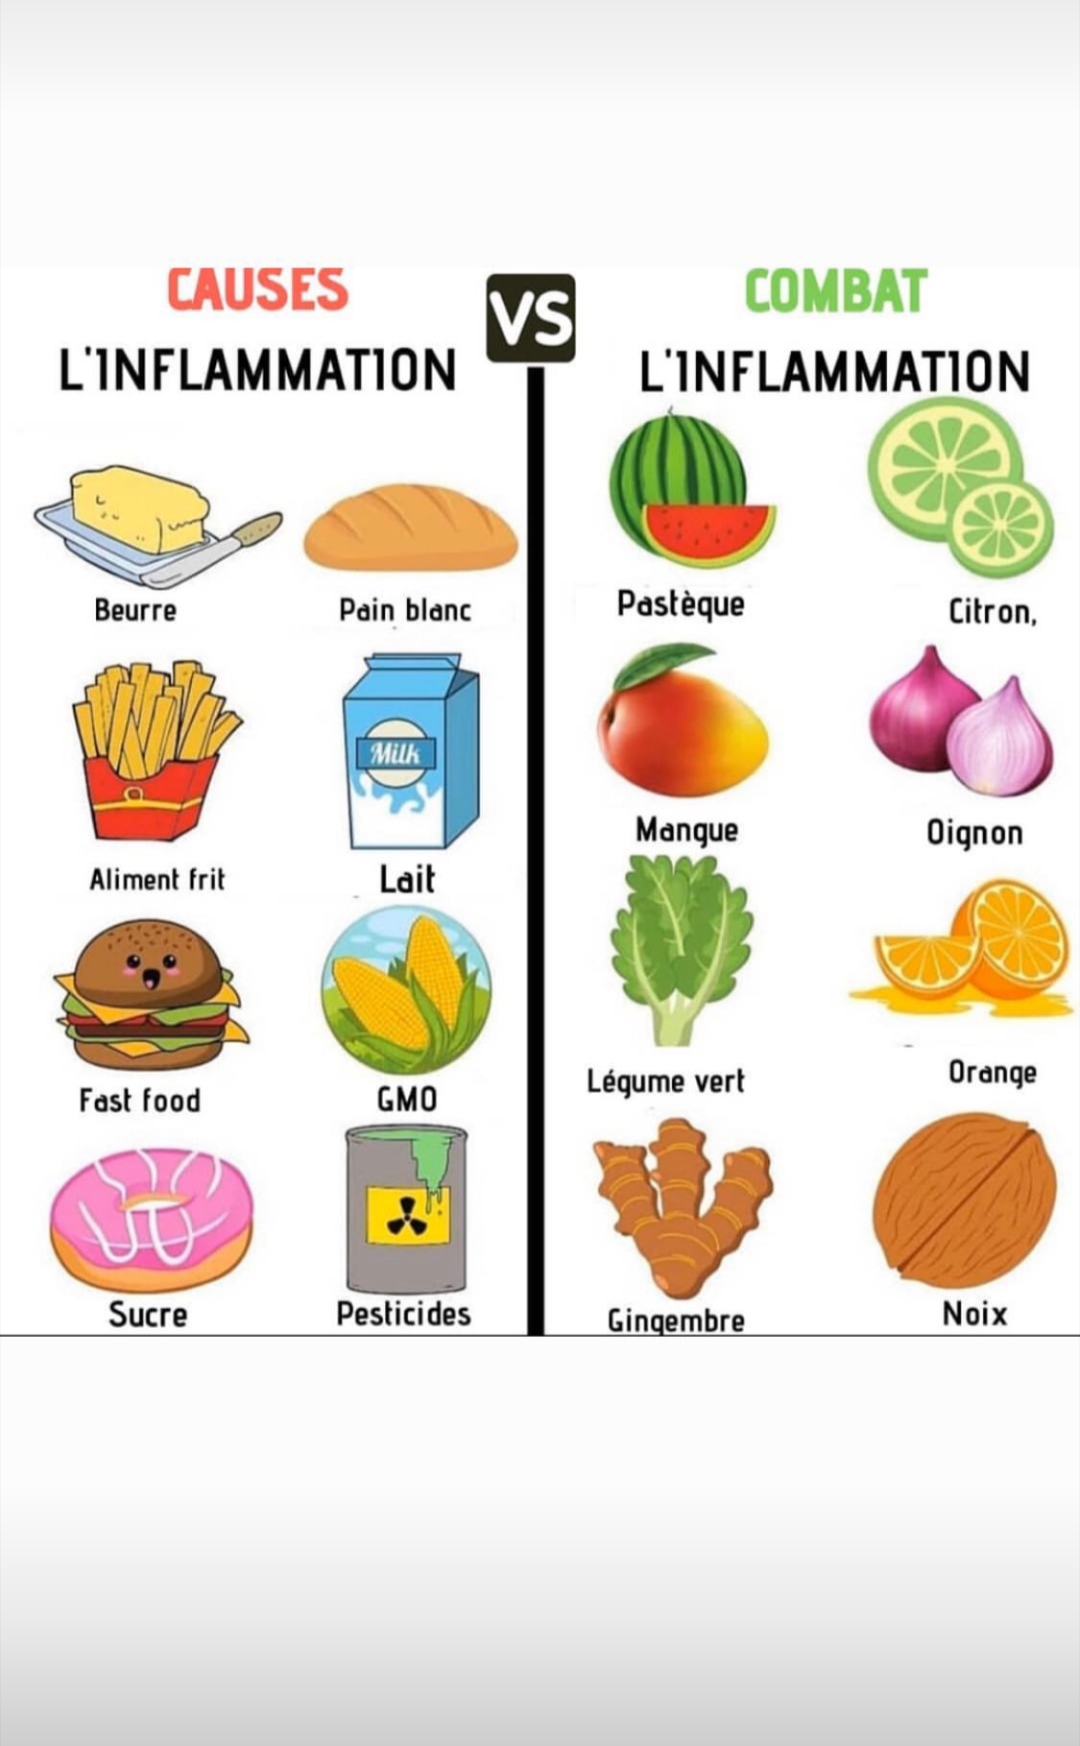 CAUSES
L'INFLAMMATION
VS
COMBAT
L'INFLAMMATION
Beurre
Pain blanc
Pastèque
Citron,
Milk
Aliment frit
Lait
Mangue
Oignon
Fast food
GMO
Légume vert
Orange
Sucre
Pesticides
Gingembre
Noix